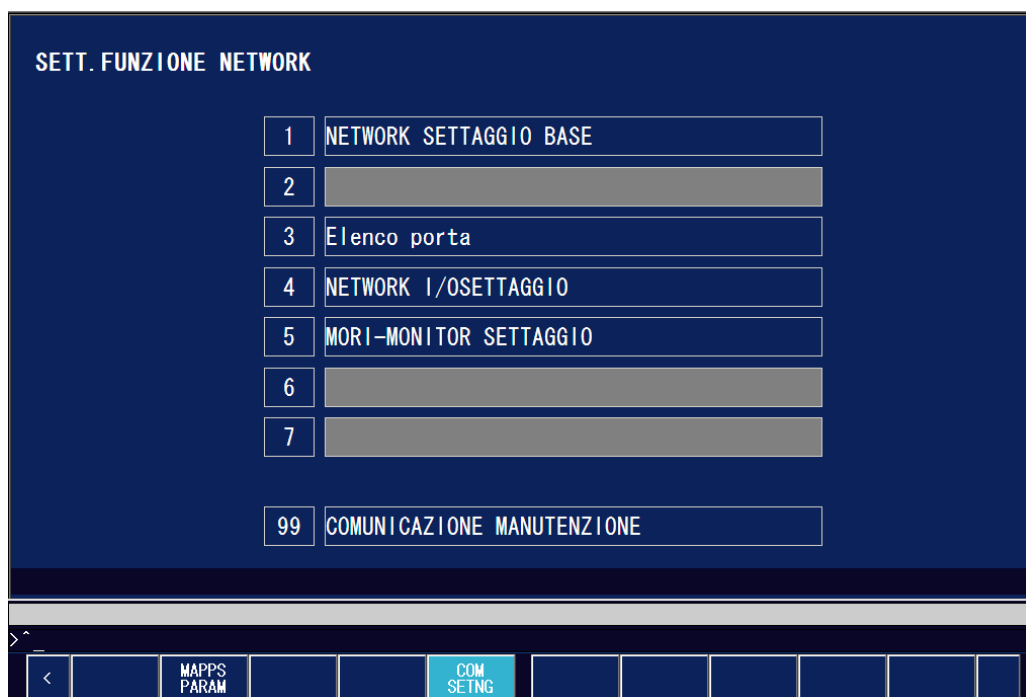 SETT.FUNZIONE NETWORK
1 NETWORK SETTAGGIO BASE
2
3 Elenco porta
4 NETWORK I/OSETTAGGIO
5 MORI-MONITOR SETTAGGIO
6
7
99 COMUNICAZIONE MANUTENZIONE
>^_
< MAPPS PARAM COM SETNG